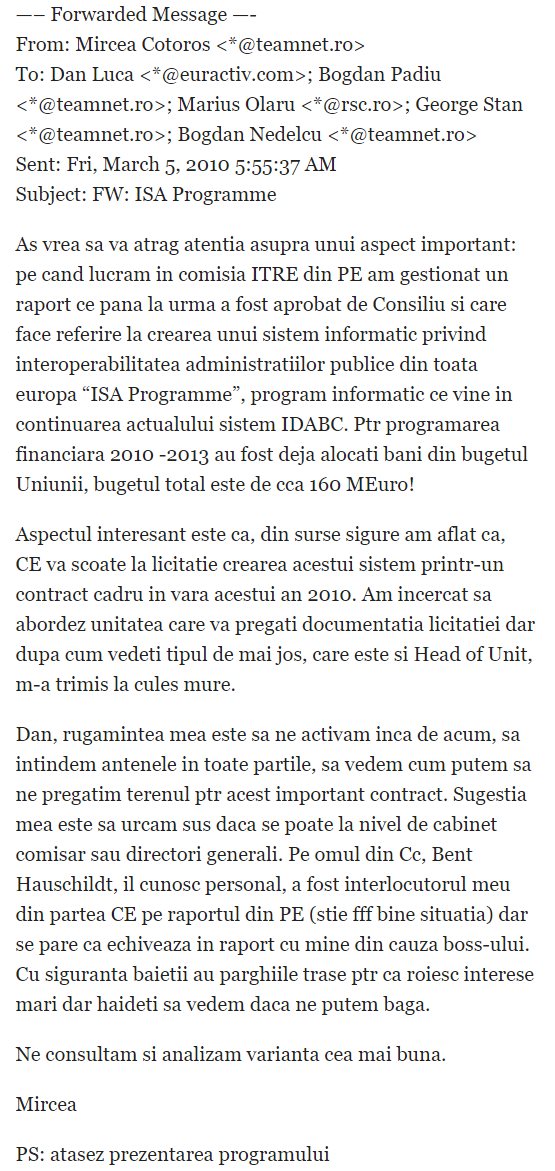 —– Forwarded Message —-
From: Mircea Cotoros <*@teamnet.ro>
To: Dan Luca <*@euractiv.com>; Bogdan Padiu
<*@teamnet.ro>; Marius Olaru <*@rsc.ro>; George Stan
<*@teamnet.ro>; Bogdan Nedelcu <*@teamnet.ro>
Sent: Fri, March 5, 2010 5:55:37 AM
Subject: FW: ISA Programme
As vrea sa va atrag atentia asupra unui aspect important:
pe cand lucram in comisia ITRE din PE am gestionat un
raport ce pana la urma a fost aprobat de Consiliu si care
face referire la crearea unui sistem informatic privind
interoperabilitatea administratiilor publice din toata
europa “ISA Programme”, program informatic ce vine in
continuarea actualului sistem IDABC. Ptr programarea
financiara 2010 -2013 au fost deja alocati bani din bugetul
Uniunii, bugetul total este de cca 160 MEuro!
Aspectul interesant este ca, din surse sigure am aflat ca,
CE va scoate la licitatie crearea acestui sistem printr-un
contract cadru in vara acestui an 2010. Am incercat sa
abordez unitatea care va pregati documentatia licitatiei dar
dupa cum vedeti tipul de mai jos, care este si Head of Unit,
m-a trimis la cules mure.
Dan, rugamintea mea este sa ne activam inca de acum, sa
intindem antenele in toate partile, sa vedem cum putem sa
ne pregatim terenul ptr acest important contract. Sugestia
mea este sa urcam sus daca se poate la nivel de cabinet
comisar sau directori generali. Pe omul din Cc, Bent
Hauschildt, il cunosc personal, a fost interlocutorul meu
din partea CE pe raportul din PE (stie fff bine situatia) dar
se pare ca echiveaza in raport cu mine din cauza boss-ului.
Cu siguranta baietii au parghiile trase ptr ca roiesc interese
mari dar haideti sa vedem daca ne putem baga.
Ne consultam si analizam varianta cea mai buna.
Mircea
PS: atasez prezentarea programului